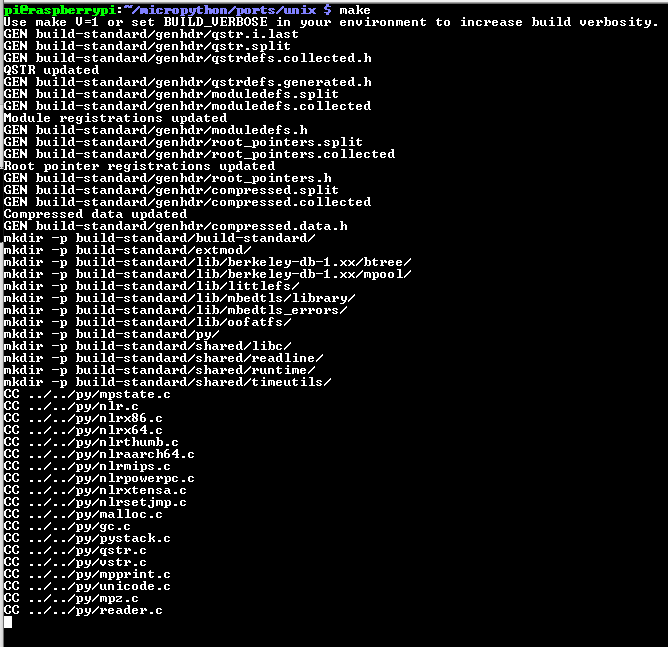 pi@raspberrypi:~/micropython/ports/unix $ make
Use make V=1 or set BUILD_VERBOSE in your environment to increase build verbosity.
GEN build-standard/genhdr/qstr.i.last
GEN build-standard/genhdr/qstr.split
GEN build-standard/genhdr/qstrdefs.collected.h
QSTR updated
GEN build-standard/genhdr/qstrdefs.generated.h
GEN build-standard/genhdr/moduledefs.split
GEN build-standard/genhdr/moduledefs.collected
Module registrations updated
GEN build-standard/genhdr/moduledefs.h
GEN build-standard/genhdr/root_pointers.split
GEN build-standard/genhdr/root_pointers.collected
Root pointer registrations updated
GEN build-standard/genhdr/root_pointers.h
GEN build-standard/genhdr/compressed.split
GEN build-standard/genhdr/compressed.collected
Compressed data updated
GEN build-standard/genhdr/compressed.data.h
mkdir -p build-standard/build-standard/
mkdir -p build-standard/extmod/
mkdir -p build-standard/lib/berkeley-db-1.xx/btree/
mkdir -p build-standard/lib/berkeley-db-1.xx/mpool/
mkdir -p build-standard/lib/littlefs/
mkdir -p build-standard/lib/mbedtls/library/
mkdir -p build-standard/lib/mbedtls_errors/
mkdir -p build-standard/lib/oofatfs/
mkdir -p build-standard/py/
mkdir -p build-standard/shared/libc/
mkdir -p build-standard/shared/readline/
mkdir -p build-standard/shared/runtime/
mkdir -p build-standard/shared/timeutils/
CC ../../py/mpstate.c
CC ../../py/nlr.c
CC ../../py/nlrx86.c
CC ../../py/nlrx64.c
CC ../../py/nlrthumb.c
CC ../../py/nlraarch64.c
CC ../../py/nlrmips.c
CC ../../py/nlrpowerpc.c
CC ../../py/nlrxtensa.c
CC ../../py/nlrsetjmp.c
CC ../../py/malloc.c
CC ../../py/gc.c
CC ../../py/pystack.c
CC ../../py/qstr.c
CC ../../py/vstr.c
CC ../../py/mpprint.c
CC ../../py/unicode.c
CC ../../py/mpz.c
CC ../../py/reader.c